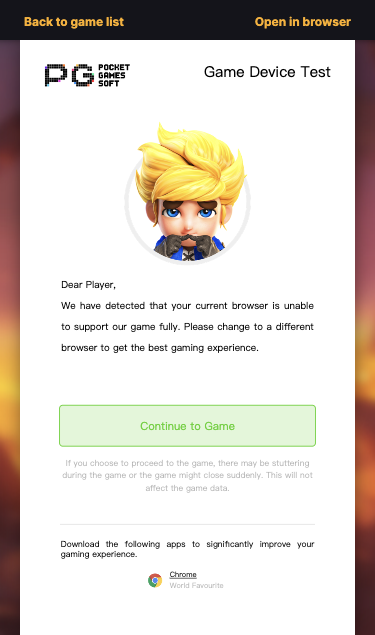 Back to game list
Open in browser
PG POCKET GAMES SOFT
Game Device Test
Dear Player,
We have detected that your current browser is unable
to support our game fully. Please change to a different
browser to get the best gaming experience.
Continue to Game
If you choose to proceed to the game, there may be stuttering
during the game or the game might close suddenly. This will not
affect the game data.
Download the following apps to significantly improve your
gaming experience.
Chrome
World Favourite